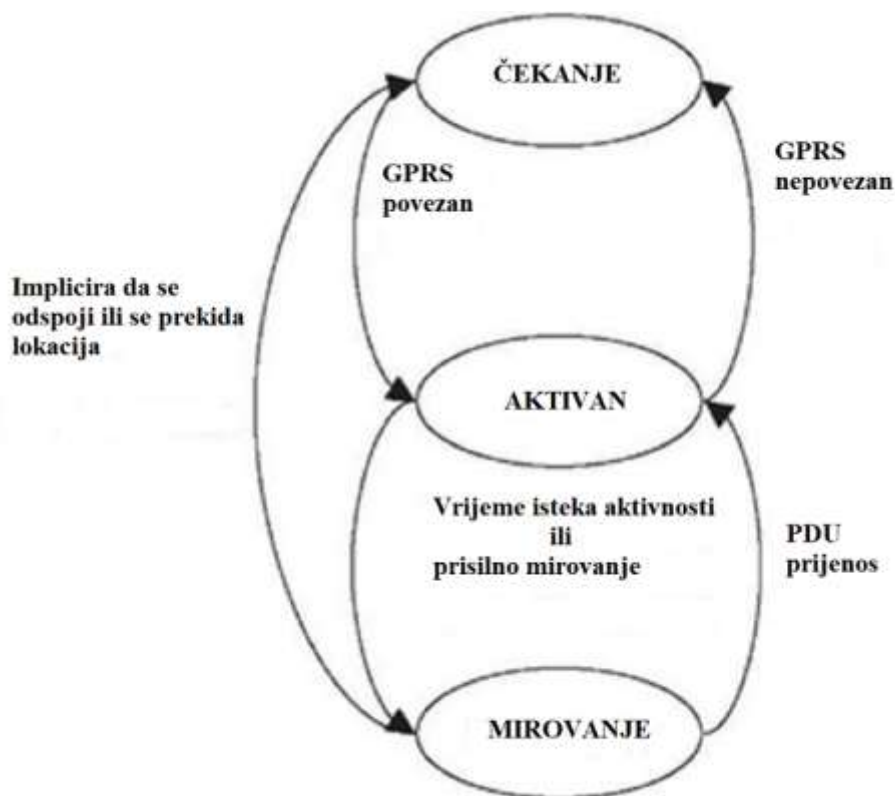 ČEKANJE
GPRS
povezan
GPRS
nepovezan
Implicira da se
odspoji ili se prekida
lokacija
AKTIVAN
Vrijeme isteka aktivnosti
ili
prisilno mirovanje
PDU
prijenos
MIROVANJE